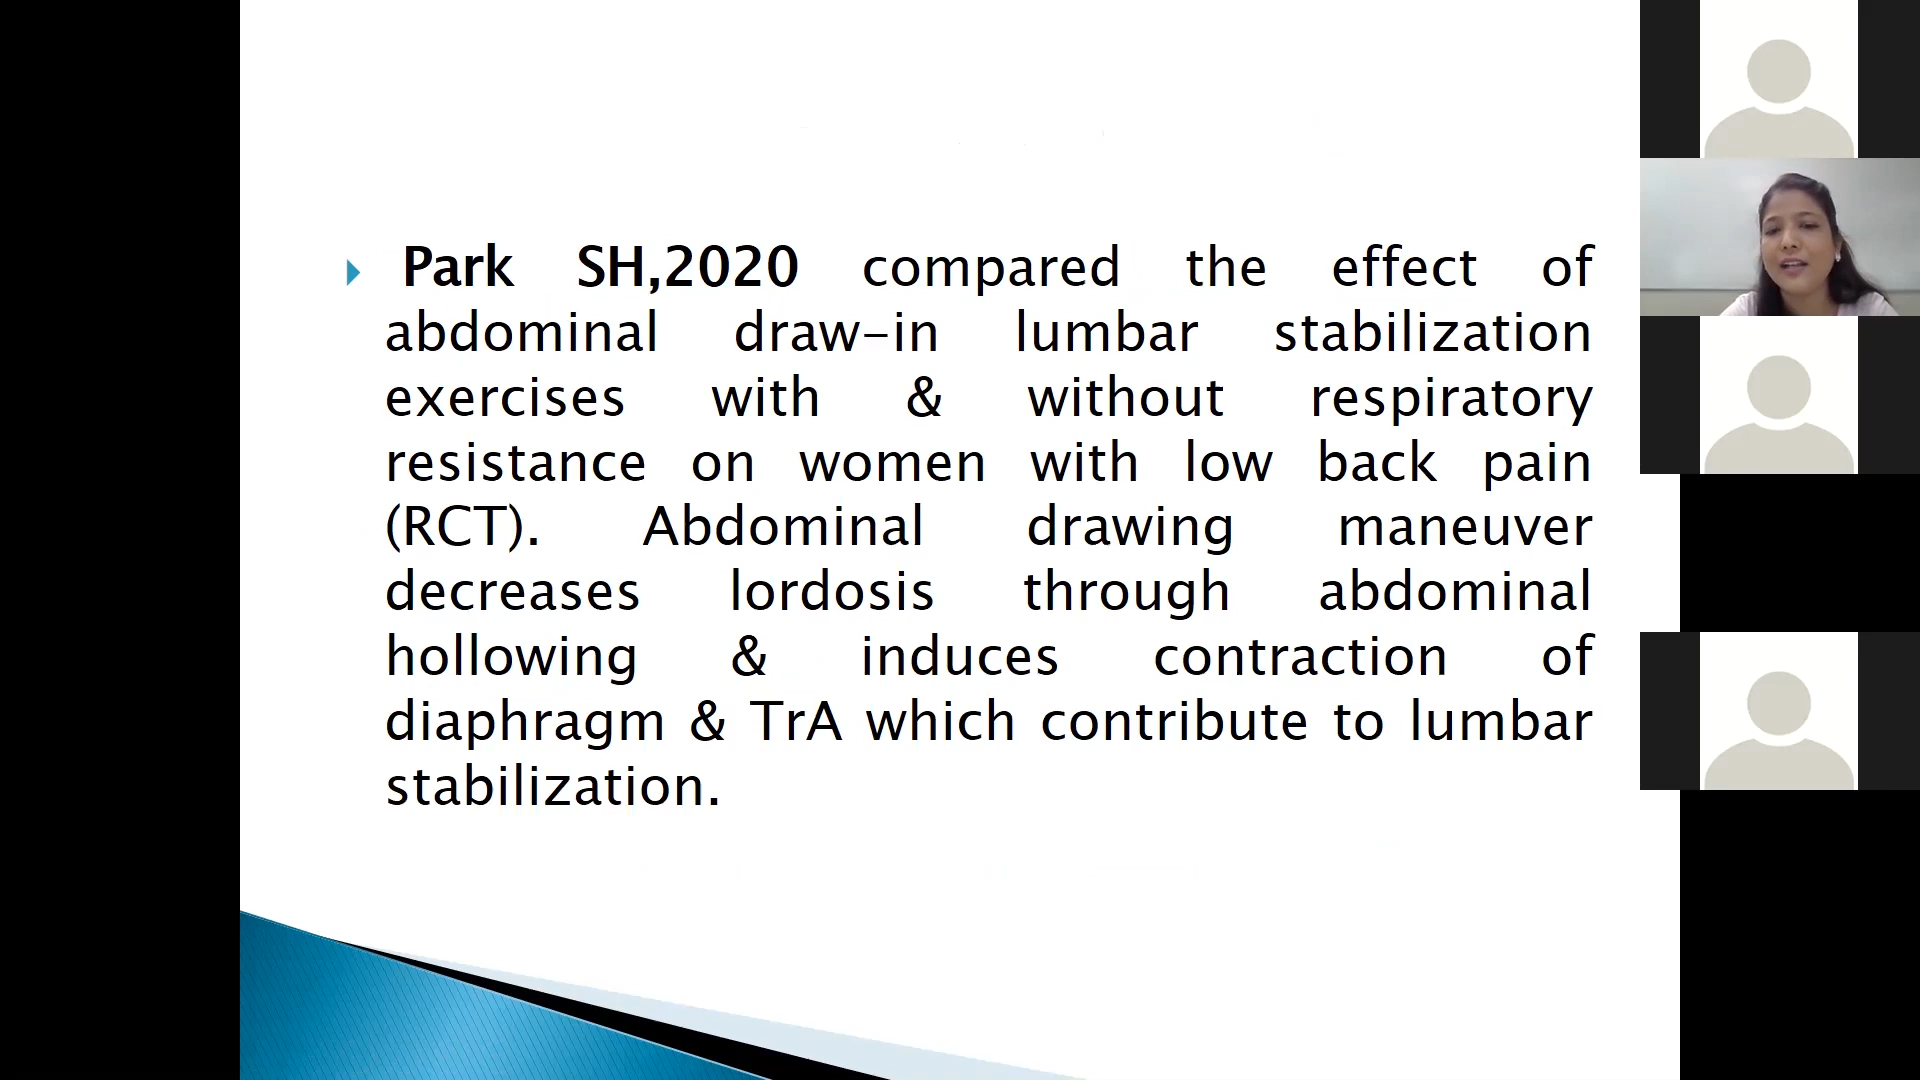 Park SH,2020 compared the effect of
abdominal draw-in lumbar stabilization
exercises with & without respiratory
resistance on women with low back pain
(RCT). Abdominal drawing maneuver
decreases lordosis through abdominal
hollowing & induces contraction of
diaphragm & TrA which contribute to lumbar
stabilization.